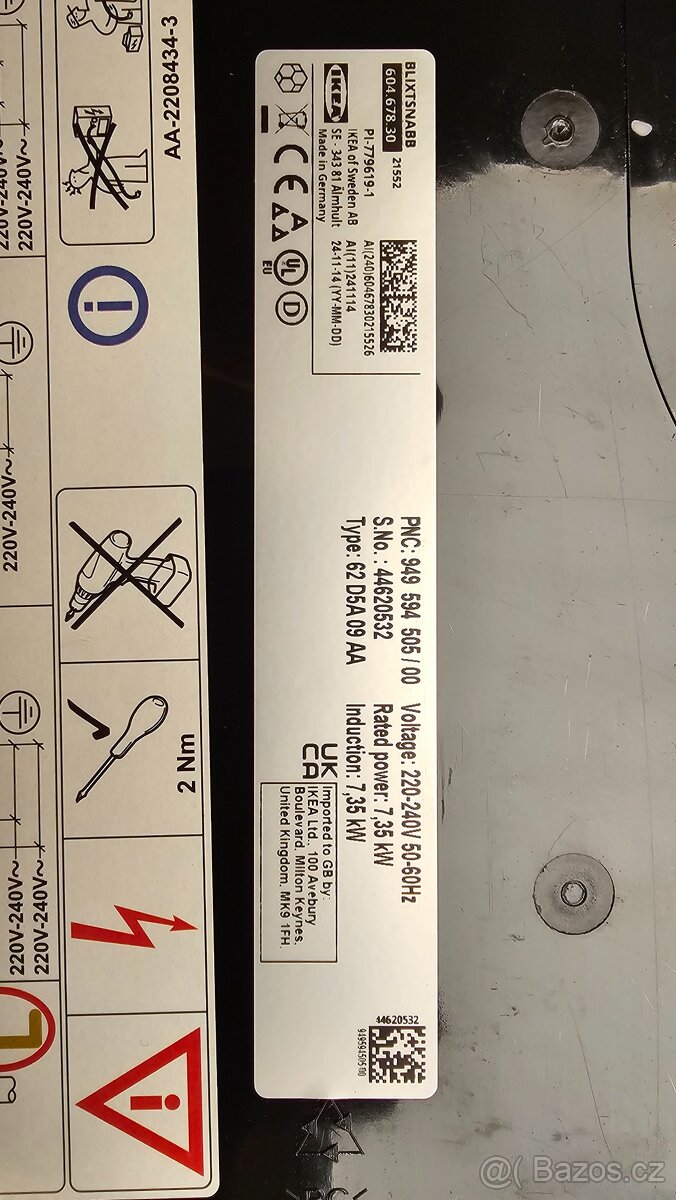 BLIXTSNABB
604.678.30
21552
PI-779619-1
IKEA
IKEA of Sweden AB
SE - 343 81 Älmhult
Made in Germany
AI(240)60467830215526
AI(11)241114
24-11-14 (YY-MM-DD)
CE
UL
D
EU
PNC: 949 594 505 / 00
S.No.: 44620532
Type: 62 D5A 09 AA
Voltage: 220-240V 50-60Hz
Rated power: 7,35 kW
Induction: 7,35 kW
UK
CA
Imported to GB by:
IKEA Ltd., 100 Avebury
Boulevard, Milton Keynes,
United Kingdom. MK9 1FH.
44620532
AA-2208434-3
i
2 Nm
220V-240V~
220V-240V~
220V-240V~
220V-240V~
220V-240V~
L
@ Bazos.cz